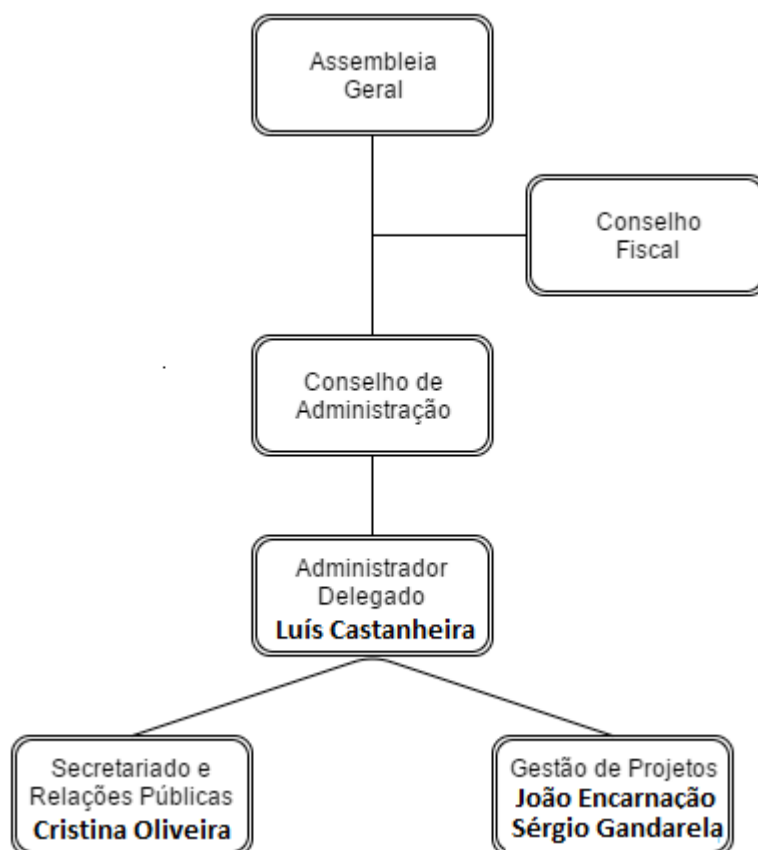 Assembleia
Geral
Conselho
Fiscal
Conselho de
Administração
Administrador
Delegado
Luís Castanheira
Secretariado e
Relações Públicas
Cristina Oliveira
Gestão de Projetos
João Encarnação
Sérgio Gandarela